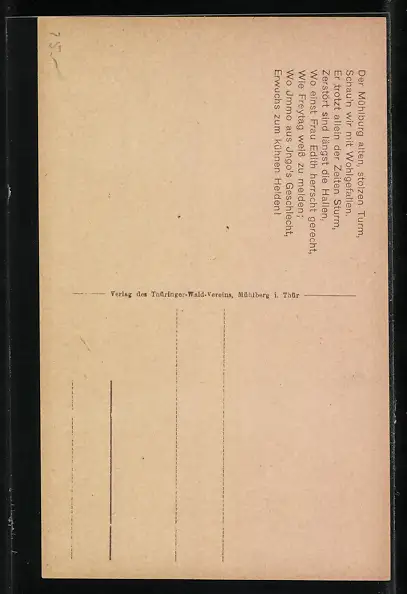 Der Mühlburg alten, stolzen Turm,
Schau'n wir mit Wohlgefallen.
Er trotzt allein der Zeiten Sturm,
Zerstört sind längst die Hallen,
Wo einst Frau Edith herrscht gerecht,
Wie Freytag weiß zu melden;
Wo Jmmo aus Jngo's Geschlecht,
Erwuchs zum kühnen Helden!
Verlag des Thüringer-Wald-Vereins, Mühlberg i. Thür
75.-